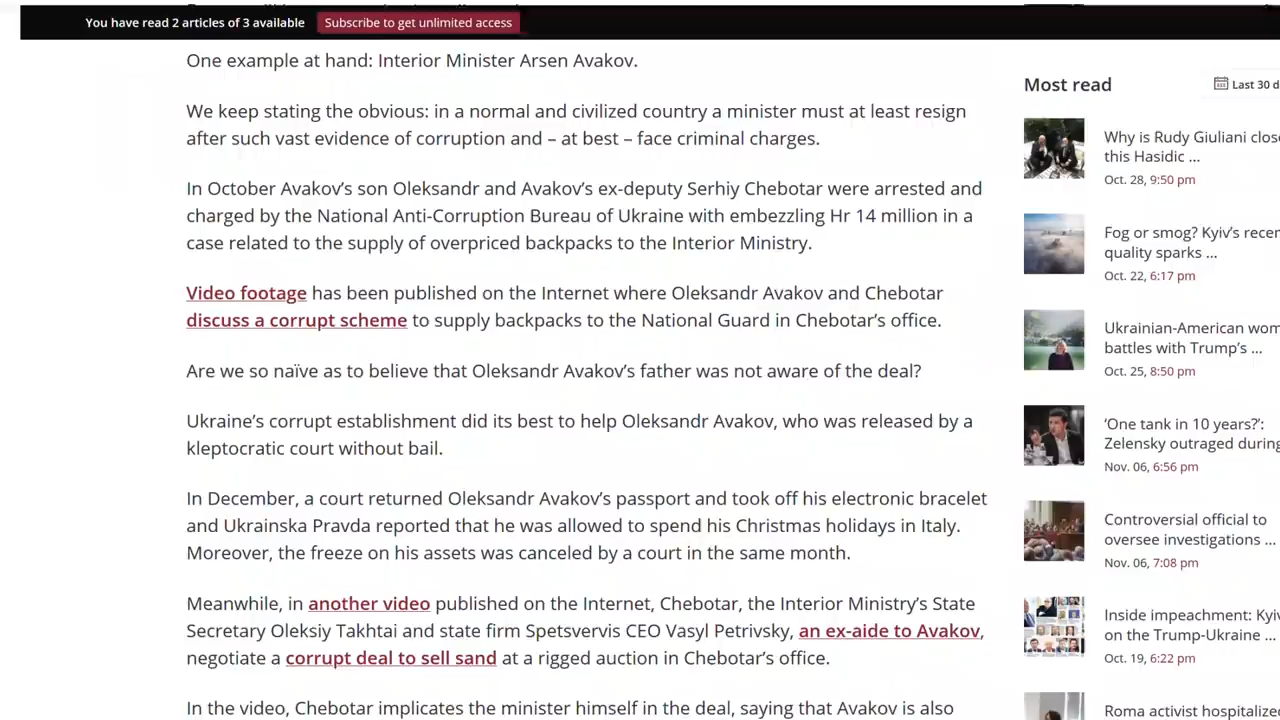 You have read 2 articles of 3 available Subscribe to get unlimited access
One example at hand: Interior Minister Arsen Avakov.
We keep stating the obvious: in a normal and civilized country a minister must at least resign
after such vast evidence of corruption and – at best – face criminal charges.
In October Avakov’s son Oleksandr and Avakov’s ex-deputy Serhiy Chebotar were arrested and
charged by the National Anti-Corruption Bureau of Ukraine with embezzling Hr 14 million in a
case related to the supply of overpriced backpacks to the Interior Ministry.
Video footage has been published on the Internet where Oleksandr Avakov and Chebotar
discuss a corrupt scheme to supply backpacks to the National Guard in Chebotar’s office.
Are we so naïve as to believe that Oleksandr Avakov’s father was not aware of the deal?
Ukraine’s corrupt establishment did its best to help Oleksandr Avakov, who was released by a
kleptocratic court without bail.
In December, a court returned Oleksandr Avakov’s passport and took off his electronic bracelet
and Ukrainska Pravda reported that he was allowed to spend his Christmas holidays in Italy.
Moreover, the freeze on his assets was canceled by a court in the same month.
Meanwhile, in another video published on the Internet, Chebotar, the Interior Ministry’s State
Secretary Oleksiy Takhtai and state firm Spetsvervis CEO Vasyl Petrivsky, an ex-aide to Avakov,
negotiate a corrupt deal to sell sand at a rigged auction in Chebotar’s office.
In the video, Chebotar implicates the minister himself in the deal, saying that Avakov is also
Most read
Last 30 d
Why is Rudy Giuliani clos
this Hasidic ...
Oct. 28, 9:50 pm
Fog or smog? Kyiv’s recen
quality sparks ...
Oct. 22, 6:17 pm
Ukrainian-American wom
battles with Trump’s ...
Oct. 25, 8:50 pm
‘One tank in 10 years?’:
Zelensky outraged during
Nov. 06, 6:56 pm
Controversial official to
oversee investigations ...
Nov. 06, 7:08 pm
Inside impeachment: Kyiv
on the Trump-Ukraine ...
Oct. 19, 6:22 pm
Roma activist hospitalized